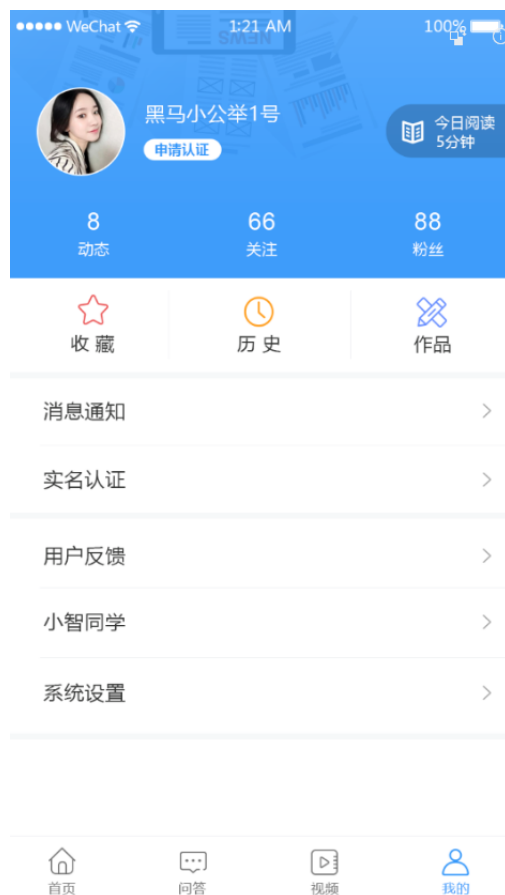 WeChat 1:21 AM 100%
NEWS
黑马小公举1号
申请认证
今日阅读
5分钟
8 66 88
动态 关注 粉丝
收藏 历史 作品
消息通知
实名认证
用户反馈
小智同学
系统设置
首页 问答 视频 我的